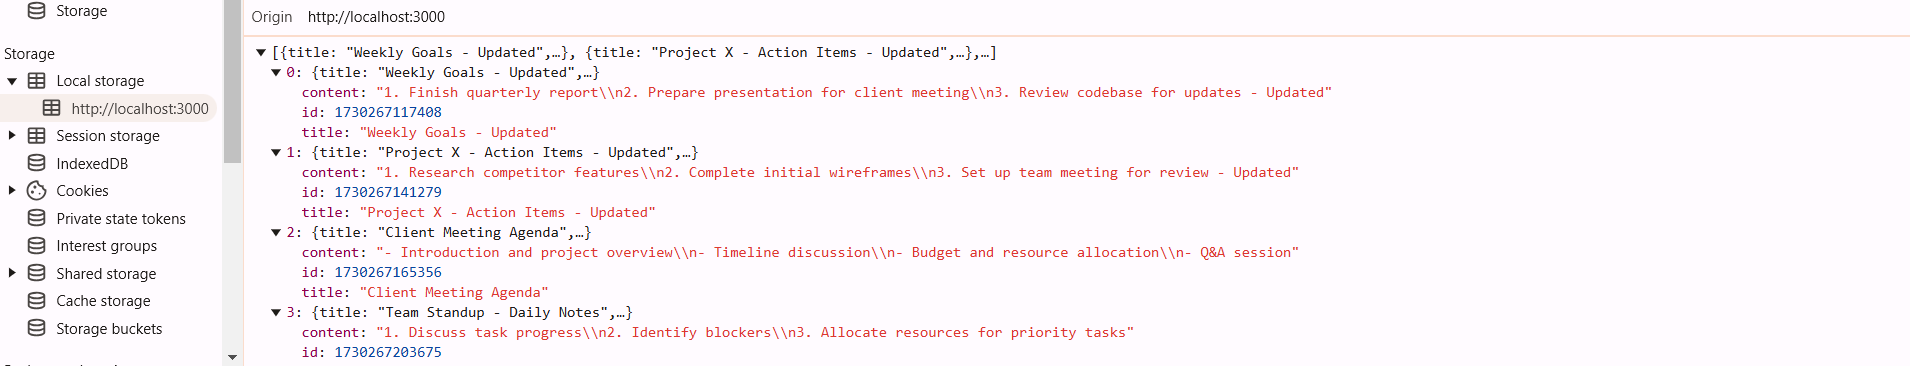 Storage
Storage
Local storage
http://localhost:3000
Session storage
IndexedDB
Cookies
Private state tokens
Interest groups
Shared storage
Cache storage
Storage buckets
Origin http://localhost:3000
[{title: "Weekly Goals - Updated",…}, {title: "Project X - Action Items - Updated",…},…]
0: {title: "Weekly Goals - Updated",…}
content: "1. Finish quarterly report\\n2. Prepare presentation for client meeting\\n3. Review codebase for updates - Updated"
id: 1730267117408
title: "Weekly Goals - Updated"
1: {title: "Project X - Action Items - Updated",…}
content: "1. Research competitor features\\n2. Complete initial wireframes\\n3. Set up team meeting for review - Updated"
id: 1730267141279
title: "Project X - Action Items - Updated"
2: {title: "Client Meeting Agenda",…}
content: "- Introduction and project overview\\n- Timeline discussion\\n- Budget and resource allocation\\n- Q&A session"
id: 1730267165356
title: "Client Meeting Agenda"
3: {title: "Team Standup - Daily Notes",…}
content: "1. Discuss task progress\\n2. Identify blockers\\n3. Allocate resources for priority tasks"
id: 1730267203675